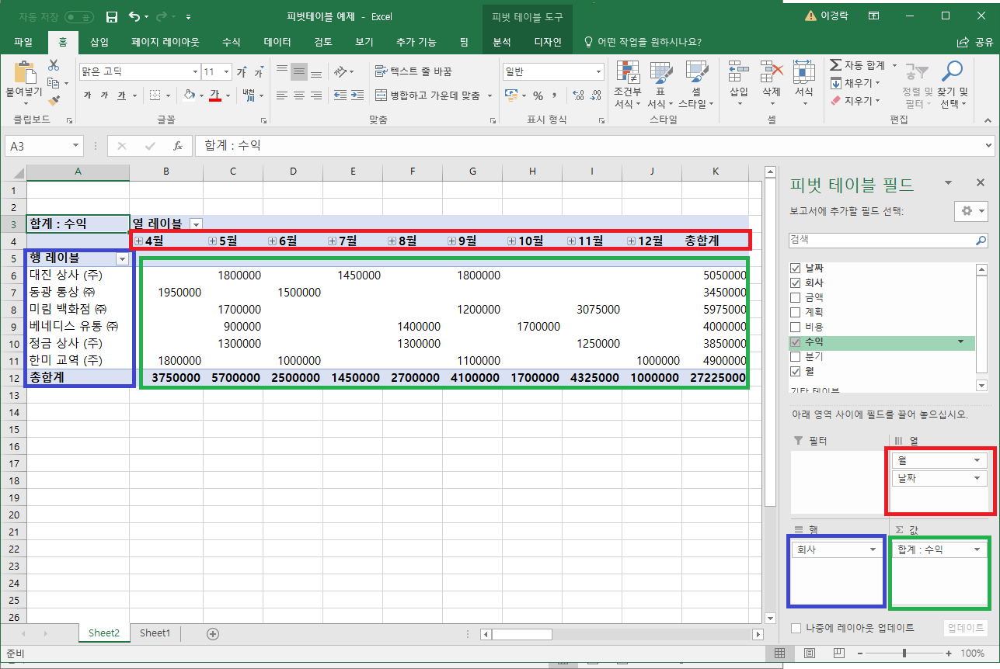 자동 저장 피벗테이블 예제 - Excel 피벗 테이블 도구 이경락
파일 홈 삽입 페이지 레이아웃 수식 데이터 검토 보기 추가 기능 팀 분석 디자인 어떤 작업을 원하시나요? 공유
붙여넣기 맑은 고딕 11 가 가 텍스트 줄 바꿈 일반 조건부 서식 표 서식 셀 스타일 삽입 삭제 서식 자동 합계 정렬 및 필터 찾기 및 선택
가 가 가 가 내천 병합하고 가운데 맞춤 % 채우기
지우기
클립보드 글꼴 맞춤 표시 형식 스타일 셀 편집
A3 fx 합계 : 수익
A B C D E F G H I J K
1
2
3 합계 : 수익 열 레이블
4 4월 5월 6월 7월 8월 9월 10월 11월 12월 총합계
5 행 레이블
6 대진 상사 (주) 1800000 1450000 1800000 5050000
7 동광 통상 ㈜ 1950000 1500000 3450000
8 미림 백화점 ㈜ 1700000 1200000 3075000 5975000
9 베네디스 유통 ㈜ 900000 1400000 1700000 4000000
10 정금 상사 (주) 1300000 1300000 1250000 3850000
11 한미 교역 (주) 1800000 1000000 1100000 1000000 4900000
12 총합계 3750000 5700000 2500000 1450000 2700000 4100000 1700000 4325000 1000000 27225000
13
14
15
16
17
18
19
20
21
22
23
24
25
26
피벗 테이블 필드
보고서에 추가할 필드 선택:
검색
날짜
회사
금액
계획
비용
수익
분기
월
기타 테이블
아래 영역 사이에 필드를 끌어 놓으십시오.
필터 열
월
날짜
행 값
회사 합계 : 수익
나중에 레이아웃 업데이트 업데이트
Sheet2 Sheet1
준비 100%